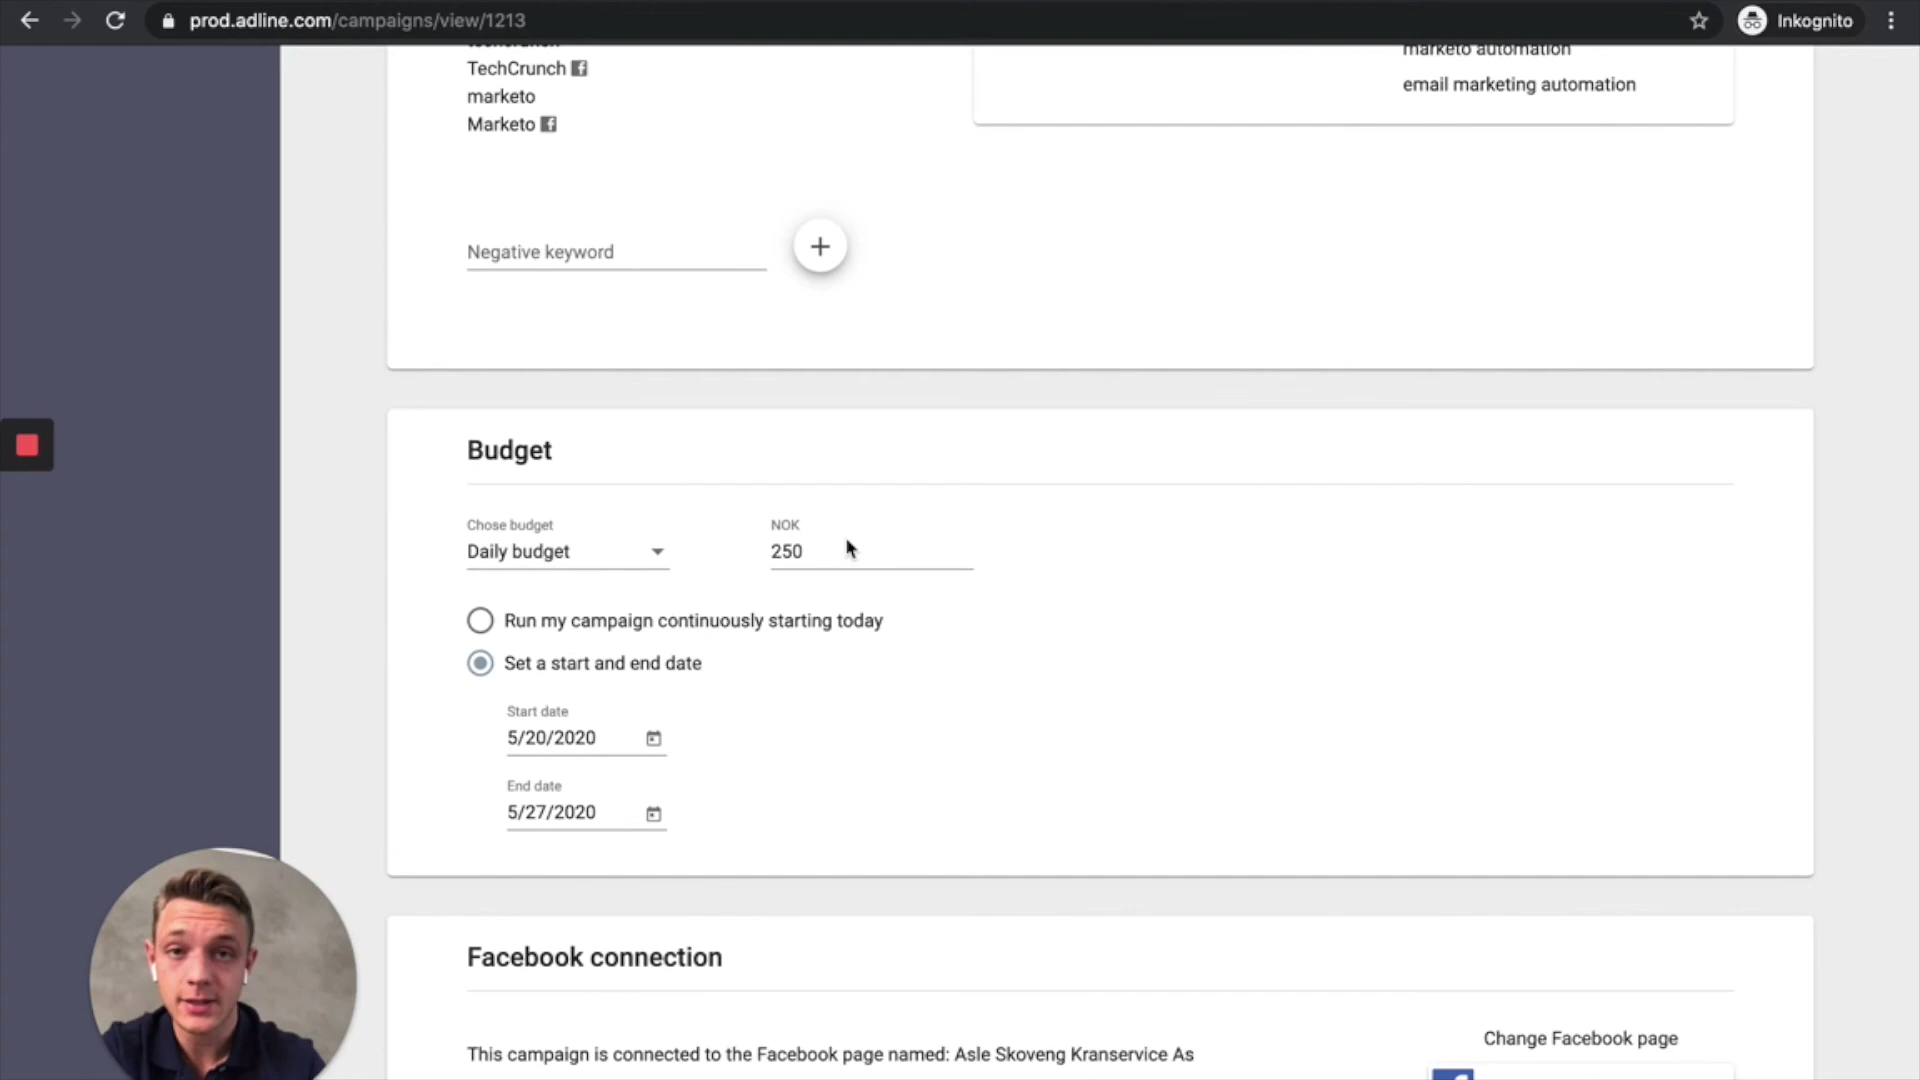 prod.adline.com/campaigns/view/1213
Inkognito
TechCrunch
marketo
Marketo
marketo automation
email marketing automation
Negative keyword
Budget
Chose budget
Daily budget
NOK
250
Run my campaign continuously starting today
Set a start and end date
Start date
5/20/2020
End date
5/27/2020
Facebook connection
This campaign is connected to the Facebook page named: Asle Skoveng Kranservice As
Change Facebook page